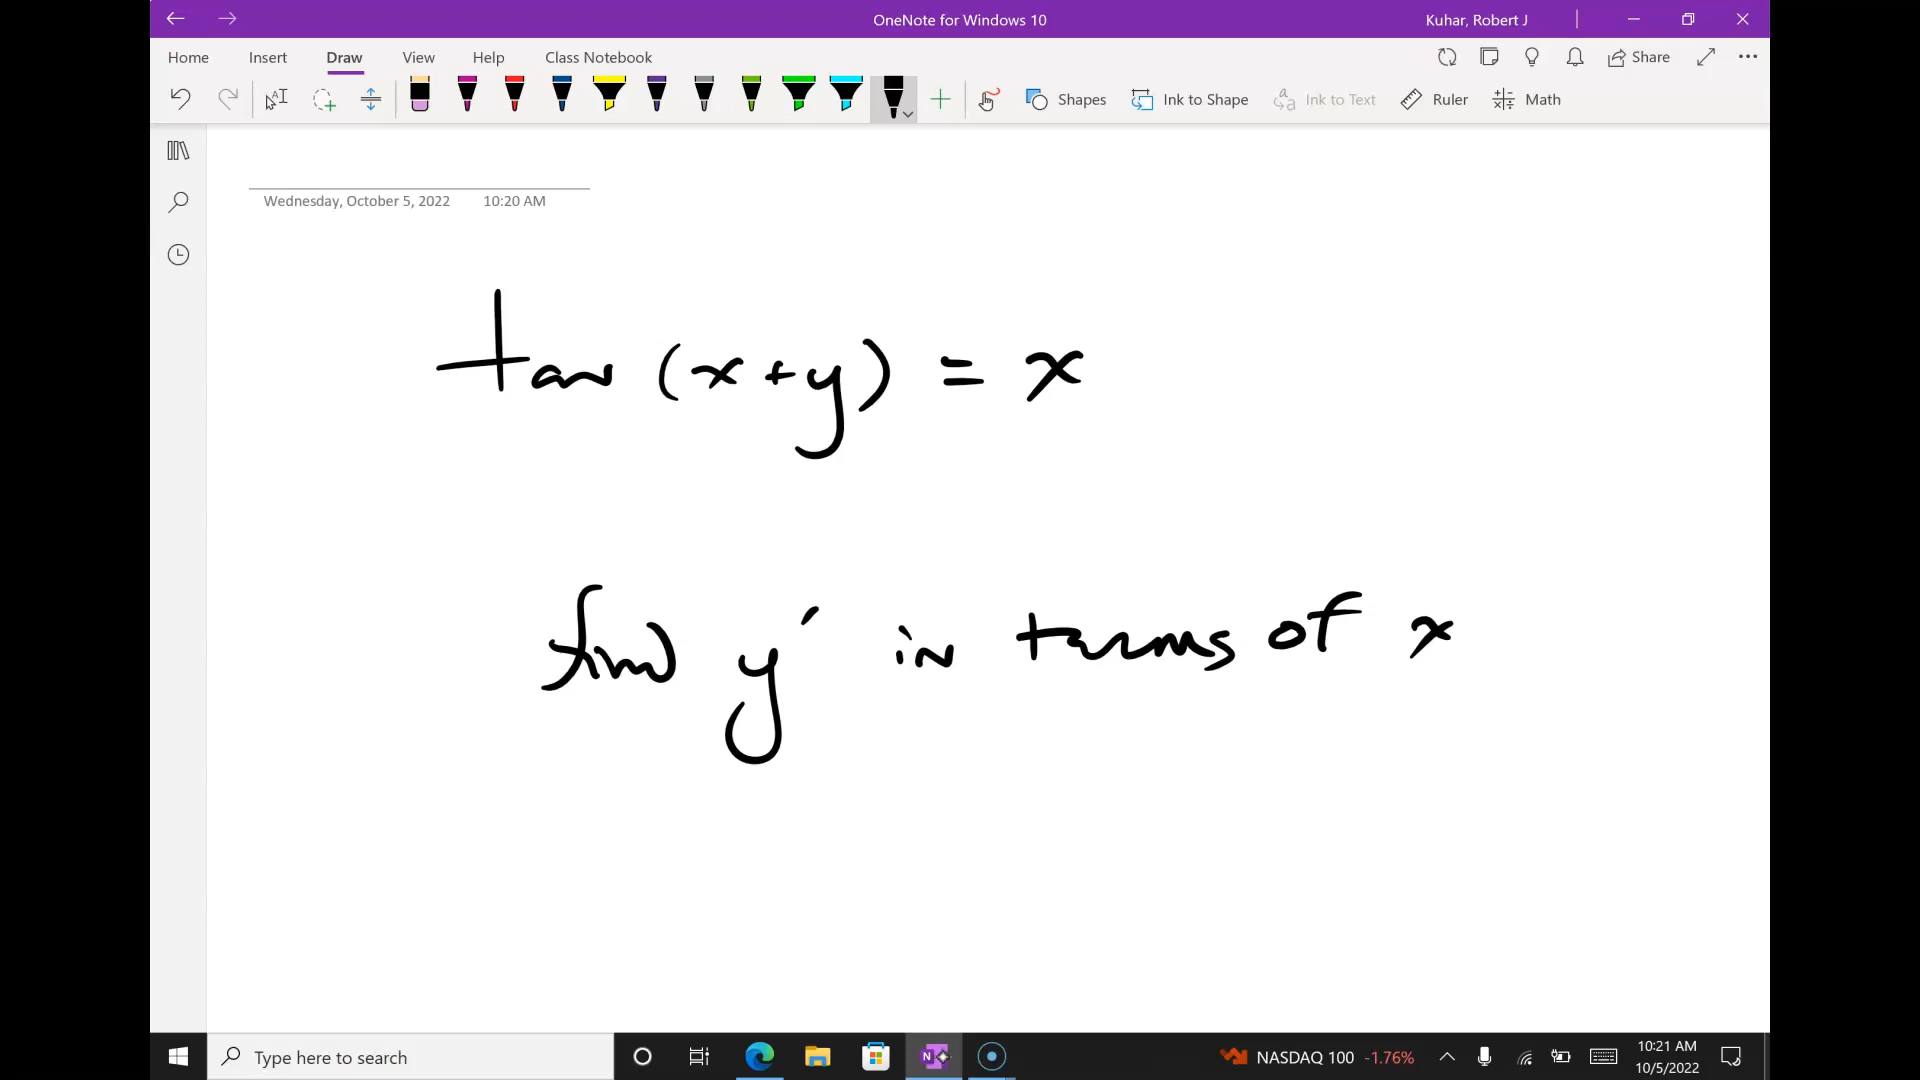 OneNote for Windows 10
Kuhar, Robert J
Home Insert Draw View Help Class Notebook
Share
Shapes Ink to Shape Ink to Text Ruler Math
Wednesday, October 5, 2022 10:20 AM
tan (x+y) = x
find y' in terms of x
Type here to search
NASDAQ 100 -1.76%
10:21 AM
10/5/2022